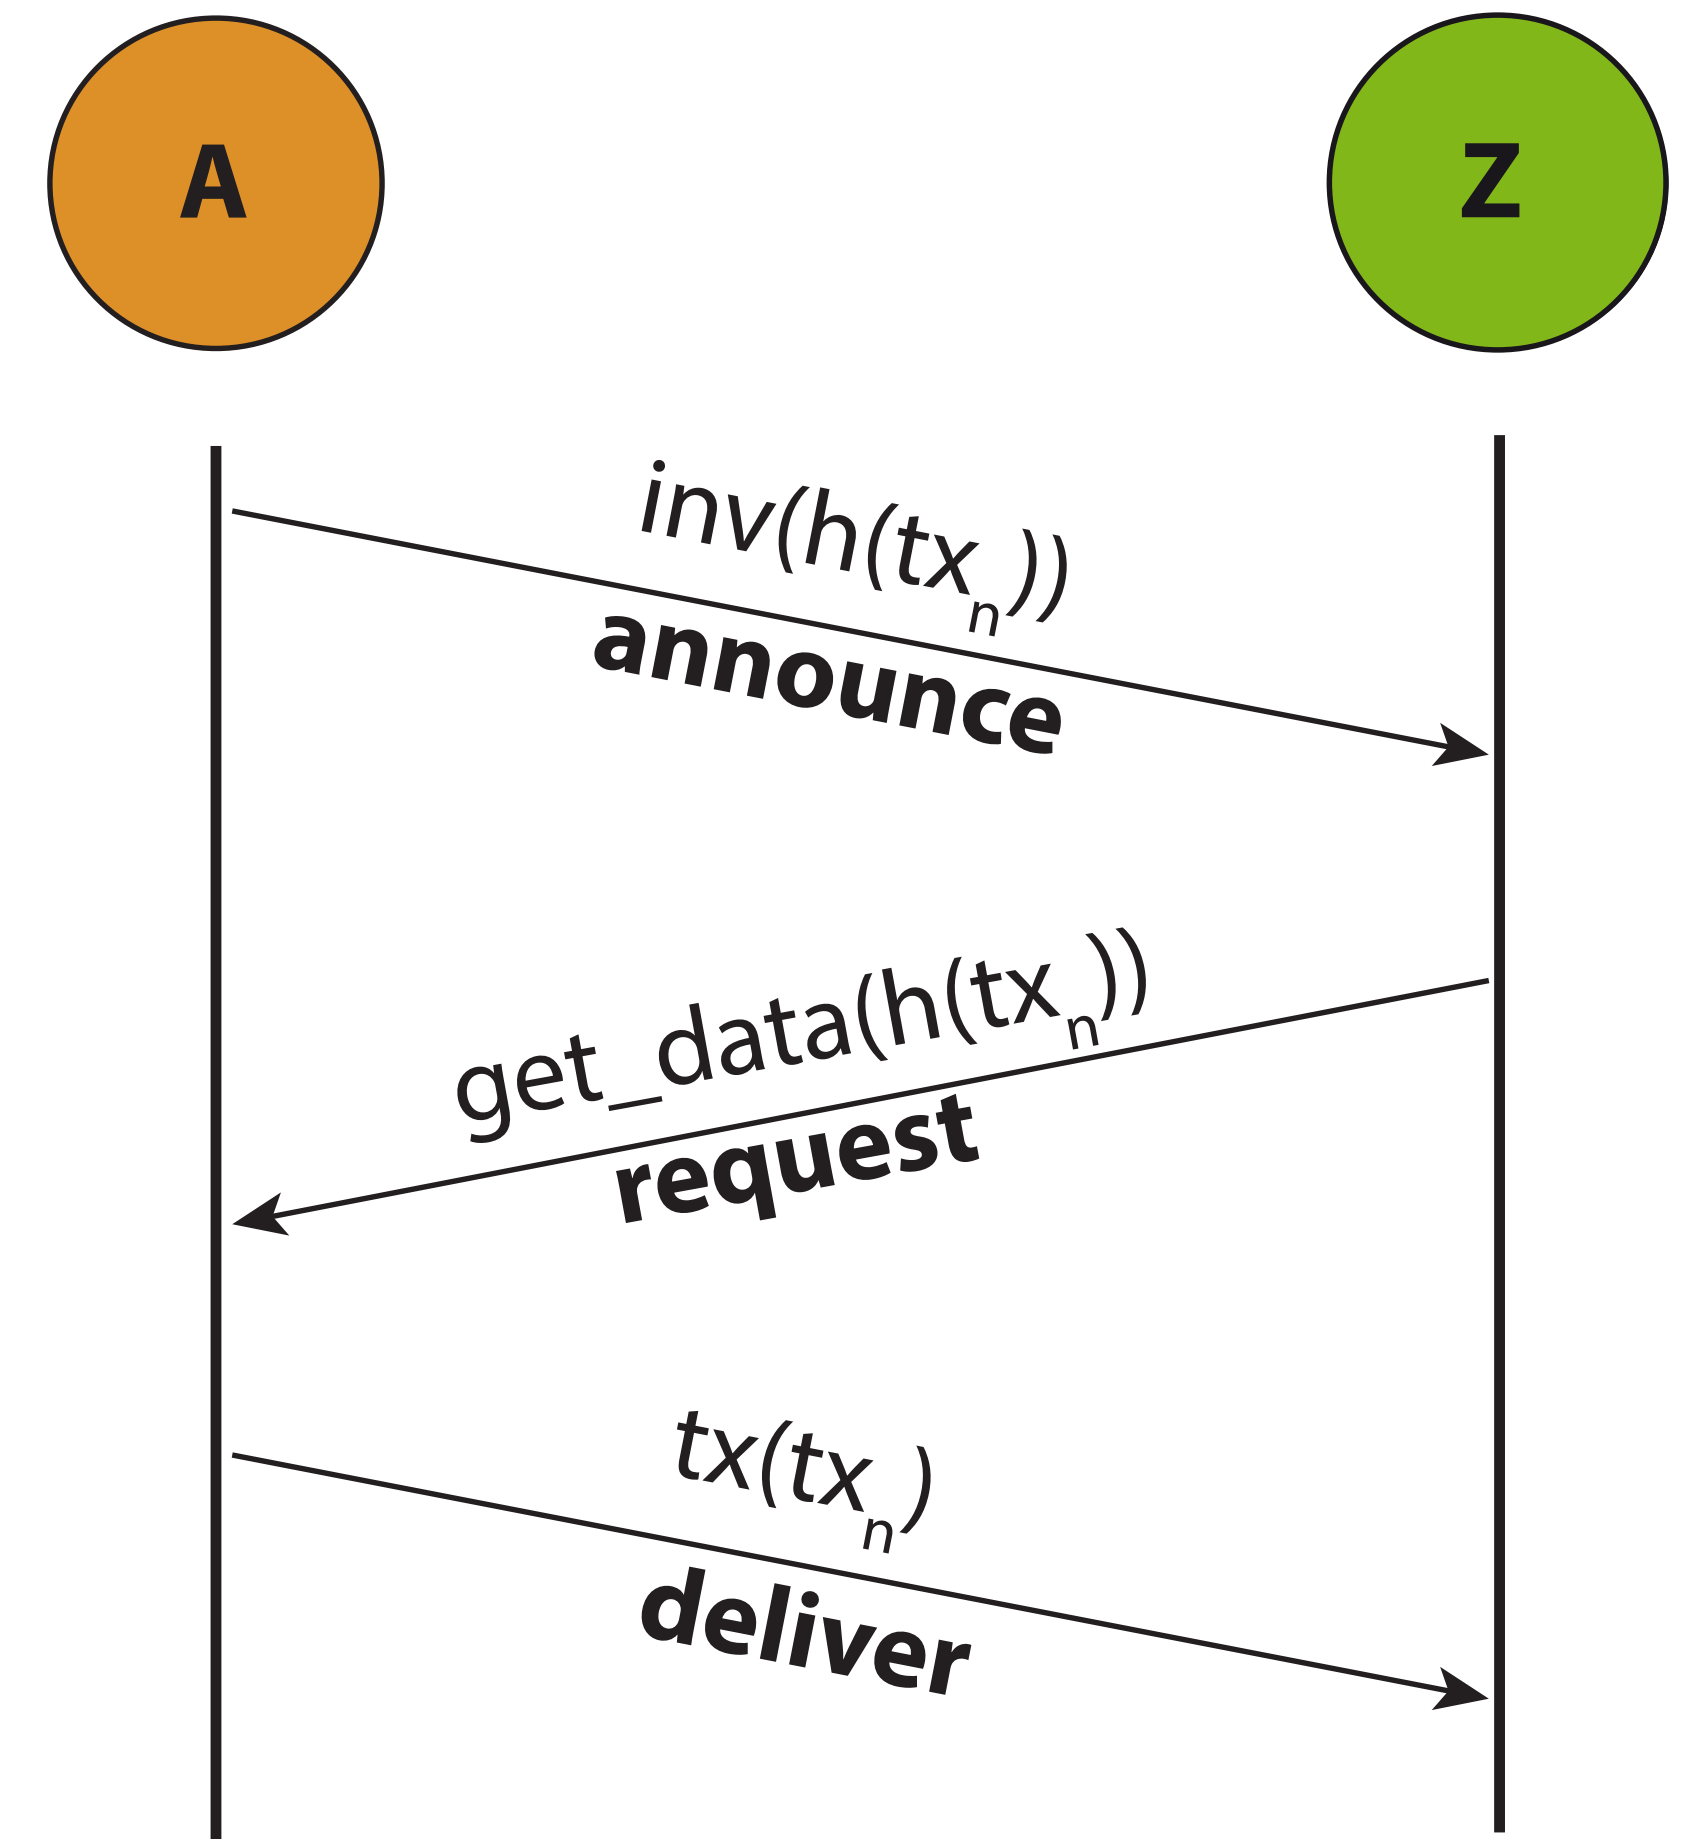 A
Z
inv(h(txₙ))
announce
get_data(h(txₙ))
request
tx(txₙ)
deliver